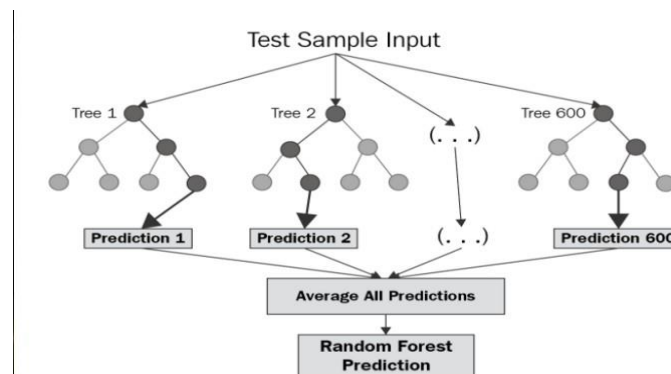 Test Sample Input
Tree 1
Tree 2
(. . .)
Tree 600
Prediction 1
Prediction 2
(. . .)
Prediction 600
Average All Predictions
Random Forest
Prediction